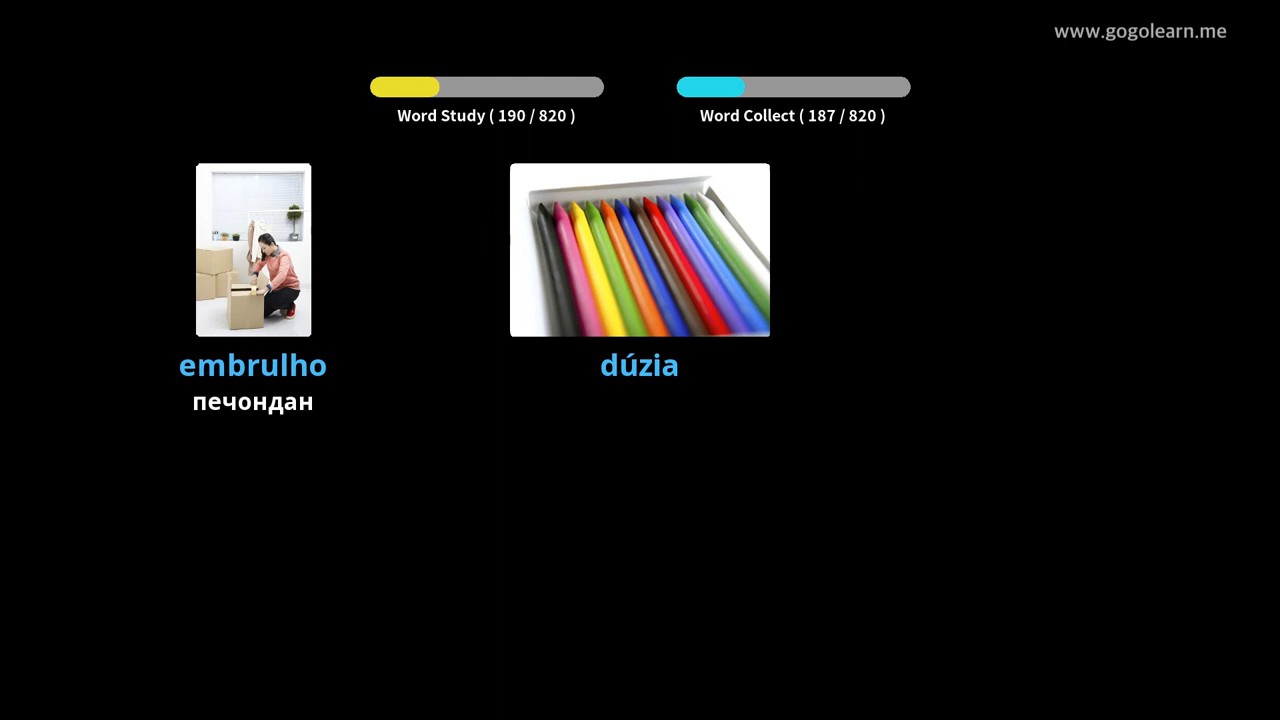 www.gogolearn.me
Word Study ( 190 / 820 )
Word Collect ( 187 / 820 )
embrulho
печондан
dúzia